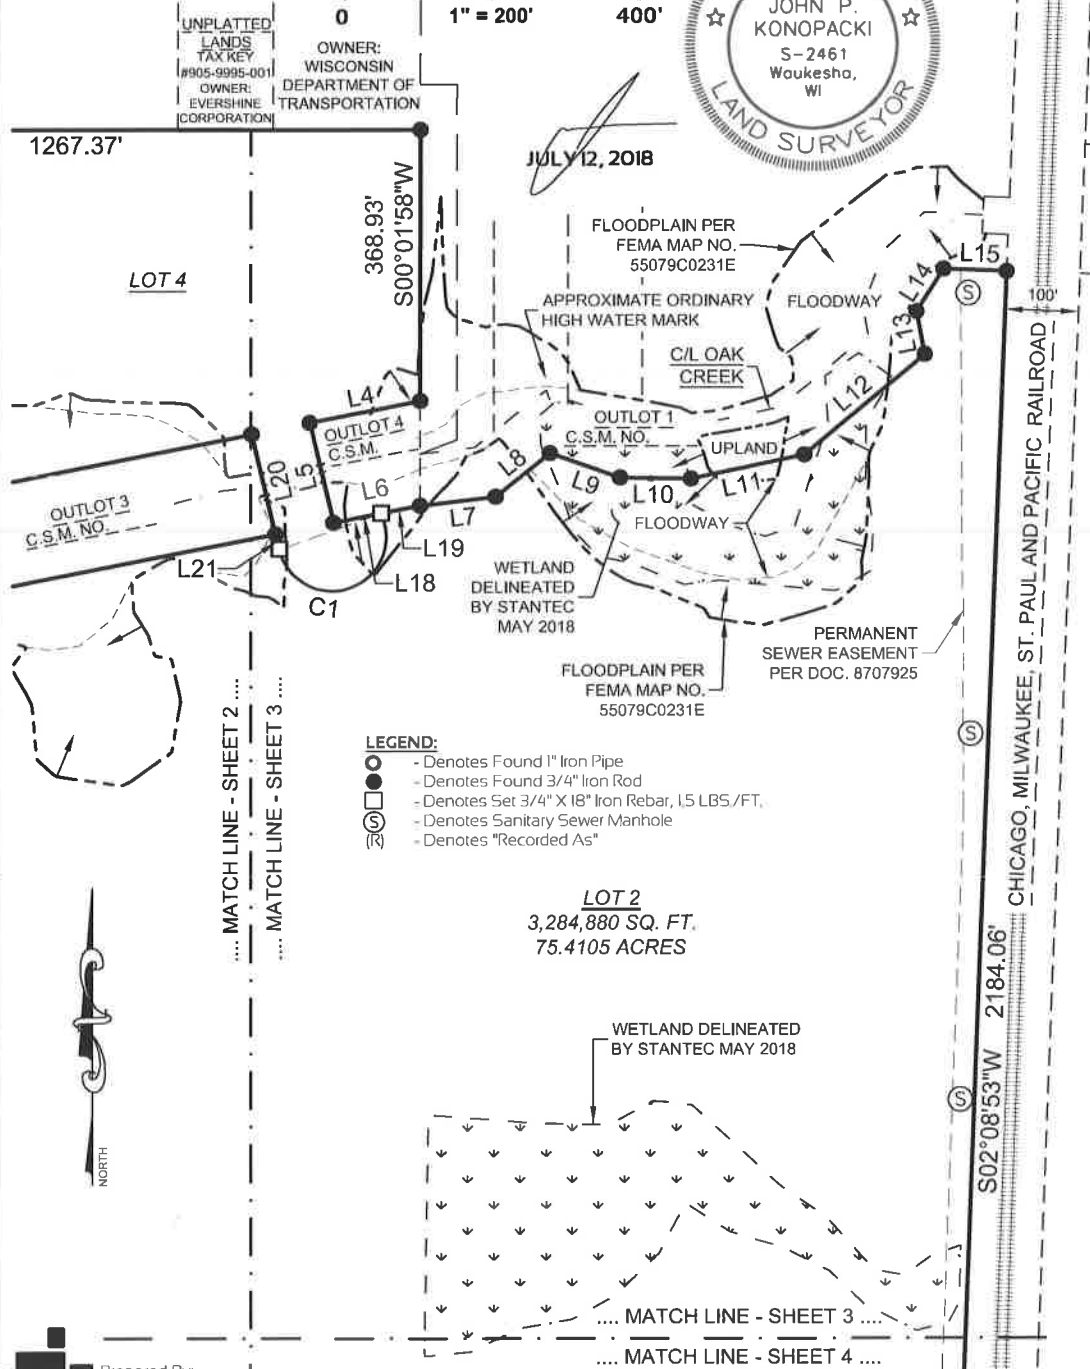 UNPLATTED
LANDS
TAX KEY
#905-9995-001
OWNER:
EVERSHINE
CORPORATION
0
1" = 200'
400'
OWNER:
WISCONSIN
DEPARTMENT OF
TRANSPORTATION
JOHN P.
KONOPACKI
S-2461
Waukesha,
WI
LAND SURVEYOR
JULY 12, 2018
1267.37'
368.93'
S00°01'58"W
LOT 4
FLOODPLAIN PER
FEMA MAP NO.
55079C0231E
APPROXIMATE ORDINARY
HIGH WATER MARK
FLOODWAY
C/L OAK
CREEK
L15
L14
L13
L12
S
100'
L4
OUTLOT 4
C.S.M.
L5
L6
L20
OUTLOT 3
C.S.M. NO.
OUTLOT 1
C.S.M. NO.
UPLAND
L7
L8
L9
L10
L11
FLOODWAY
L19
L18
L21
C1
WETLAND
DELINEATED
BY STANTEC
MAY 2018
PERMANENT
SEWER EASEMENT
PER DOC. 8707925
FLOODPLAIN PER
FEMA MAP NO.
55079C0231E
CHICAGO, MILWAUKEE, ST. PAUL AND PACIFIC RAILROAD
.... MATCH LINE - SHEET 2 ....
.... MATCH LINE - SHEET 3 ....
LEGEND:
- Denotes Found 1" Iron Pipe
- Denotes Found 3/4" Iron Rod
- Denotes Set 3/4" X 18" Iron Rebar, 1.5 LBS./FT.
S - Denotes Sanitary Sewer Manhole
(R) - Denotes "Recorded As"
S
LOT 2
3,284,880 SQ. FT.
75.4105 ACRES
NORTH
WETLAND DELINEATED
BY STANTEC MAY 2018
S
S02°08'53"W 2184.06'
.... MATCH LINE - SHEET 3 ....
.... MATCH LINE - SHEET 4 ....
Prepared By: